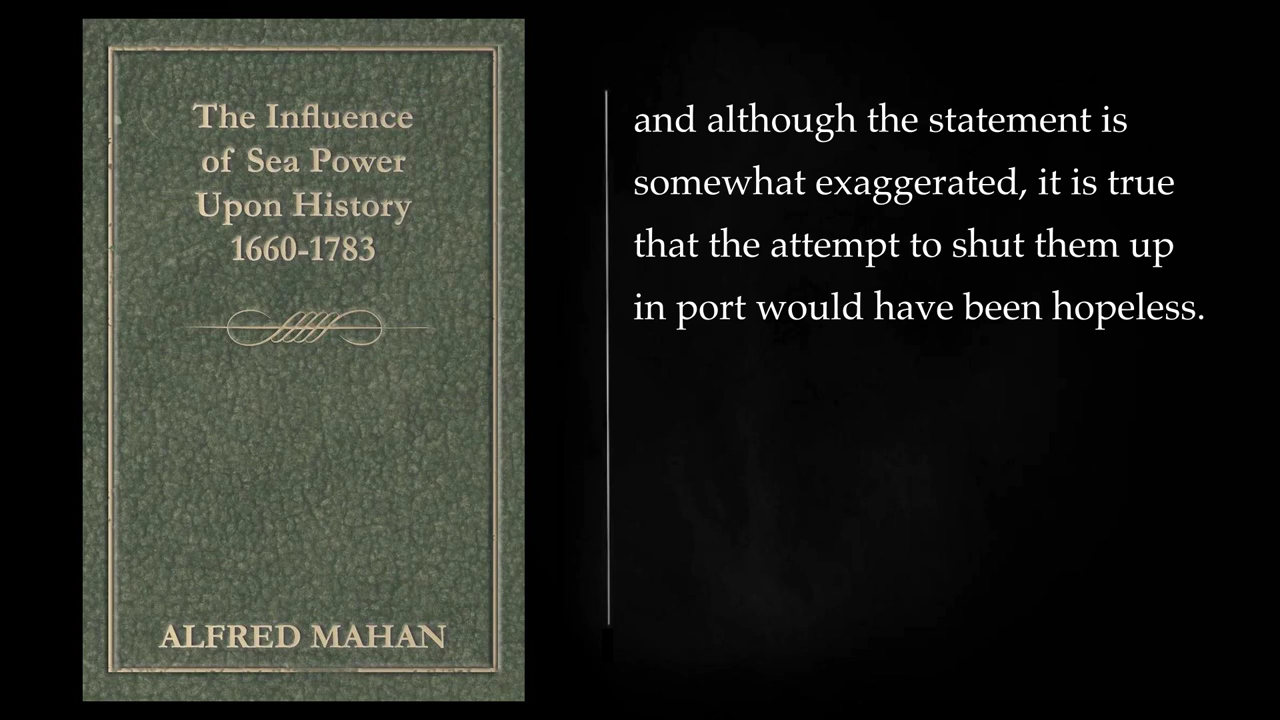 The Influence
of Sea Power
Upon History
1660-1783
ALFRED MAHAN
and although the statement is
somewhat exaggerated, it is true
that the attempt to shut them up
in port would have been hopeless.